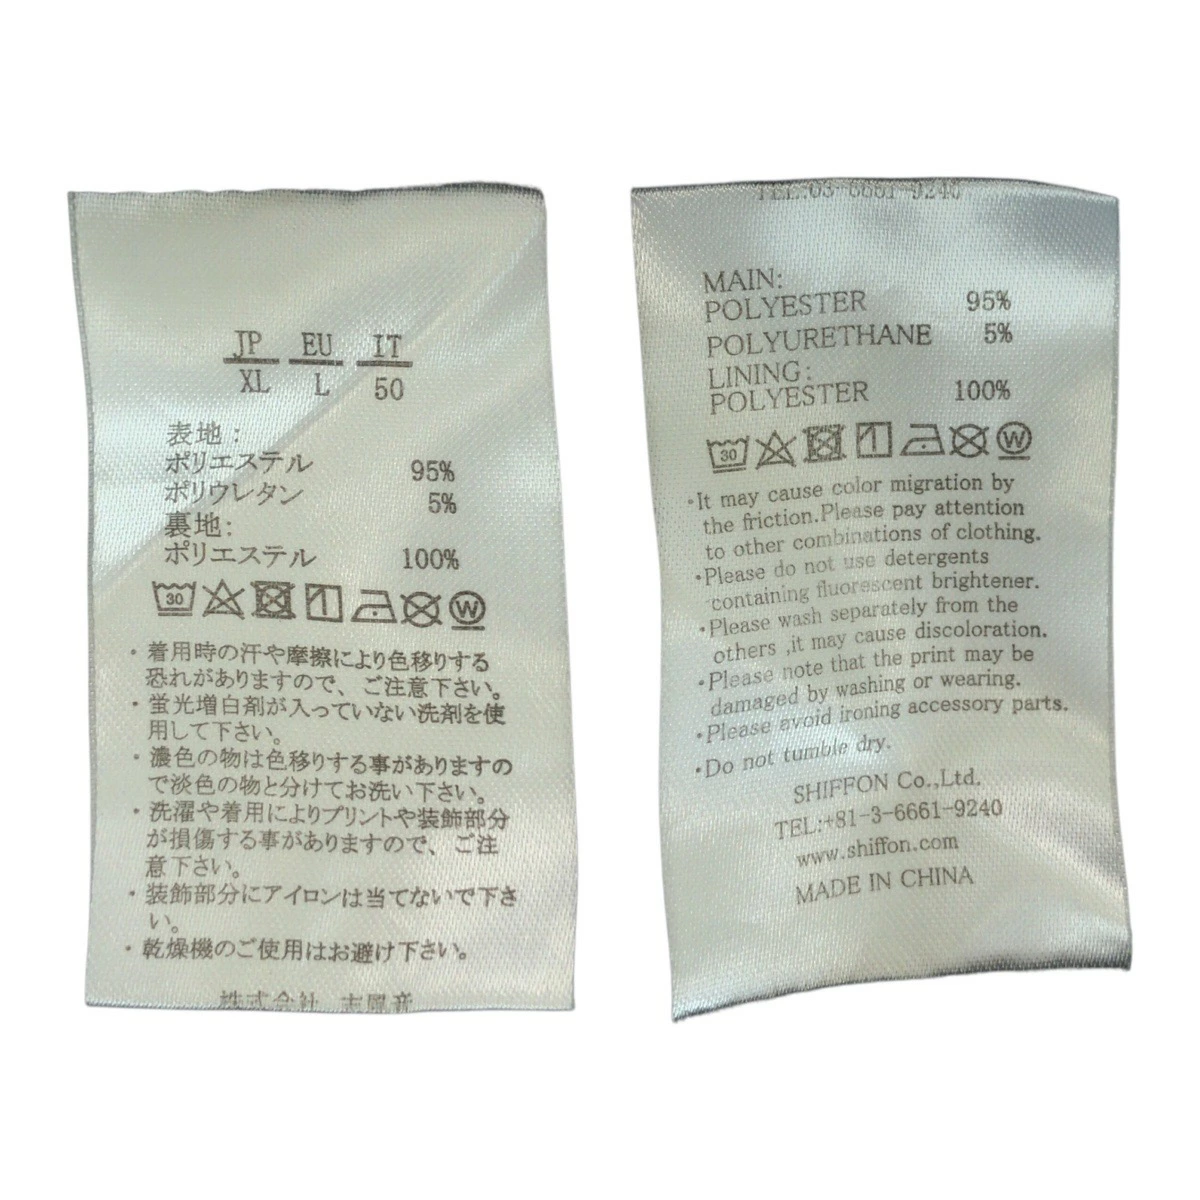 JP EU IT
XL L 50
表地:
ポリエステル 95%
ポリウレタン 5%
裏地:
ポリエステル 100%
30 W
・着用時の汗や摩擦により色移りする
恐れがありますので、ご注意下さい。
・蛍光増白剤が入っていない洗剤を使
用して下さい。
・濃色の物は色移りする事がありますの
で淡色の物と分けてお洗い下さい。
・洗濯や着用によりプリントや装飾部分
が損傷する事がありますので、ご注
意下さい。
・装飾部分にアイロンは当てないで下さ
い。
・乾燥機のご使用はお避け下さい。
株式会社 志風音
TEL:03-6661-9240
MAIN:
POLYESTER 95%
POLYURETHANE 5%
LINING:
POLYESTER 100%
30 W
・It may cause color migration by
the friction.Please pay attention
to other combinations of clothing.
・Please do not use detergents
containing fluorescent brightener.
・Please wash separately from the
others ,it may cause discoloration.
・Please note that the print may be
damaged by washing or wearing.
・Please avoid ironing accessory parts.
・Do not tumble dry.
SHIFFON Co.,Ltd.
TEL:+81-3-6661-9240
www.shiffon.com
MADE IN CHINA